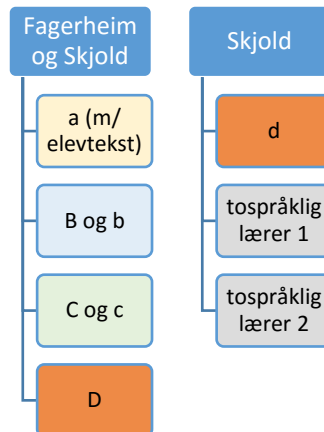 Fagerheim
og Skjold
a (m/
elevtekst)
B og b
C og c
D
Skjold
d
tospråklig
lærer 1
tospråklig
lærer 2